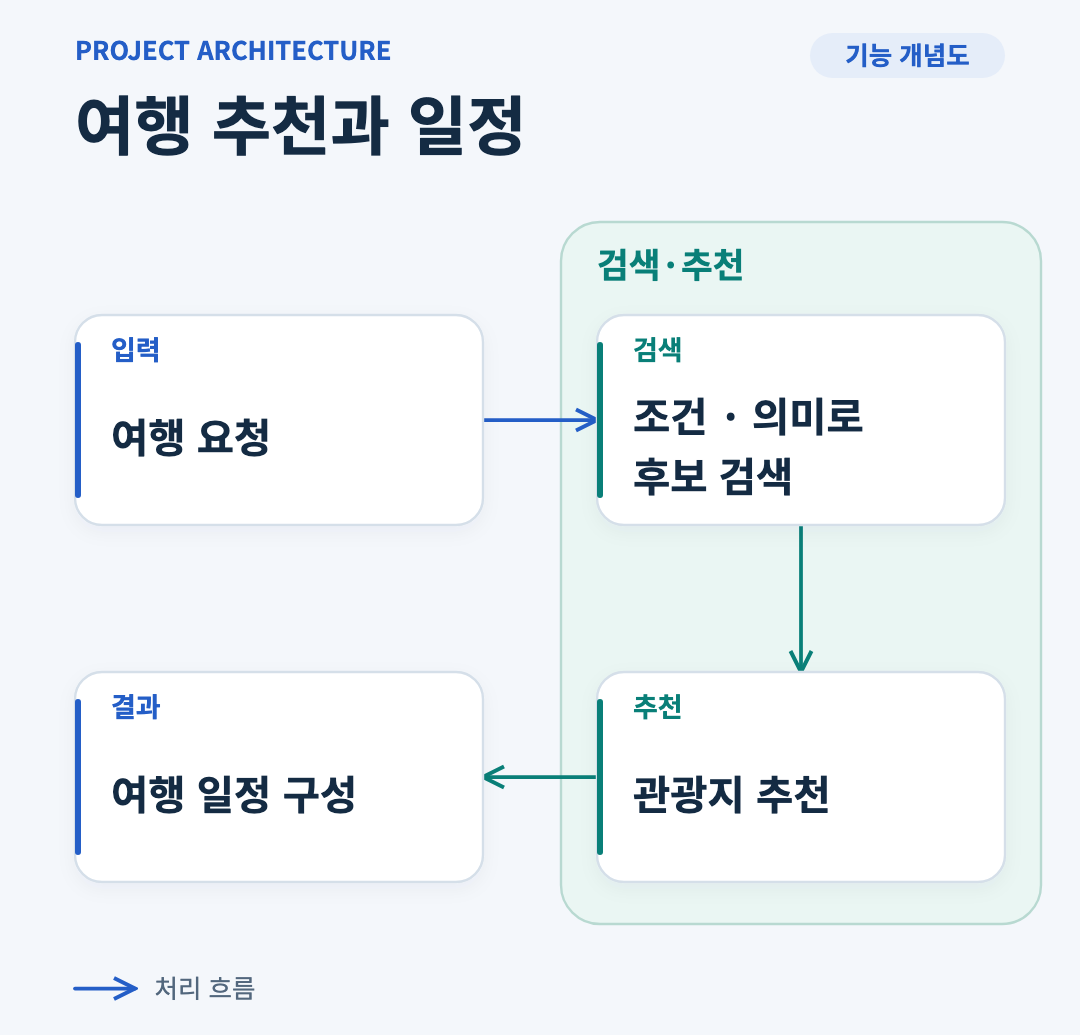 PROJECT ARCHITECTURE
기능 개념도
여행 추천과 일정
검색·추천
입력
여행 요청
검색
조건 · 의미로
후보 검색
결과
여행 일정 구성
추천
관광지 추천
처리 흐름